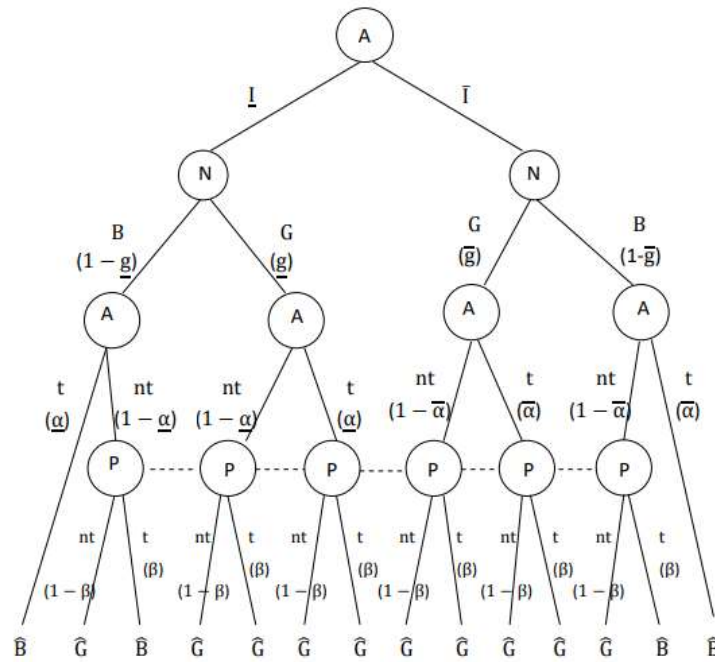 A
I̲ Ī
N N
B G G B
(1 − g̲) (g̲) (g̅) (1-g̅)
A A A A
t nt nt t nt t nt t
(α̲) (1 − α̲) (1 − α̲) (α̲) (1 − α̅) (α̅) (1 − α̅) (α̅)
P P P P P P
nt t nt t nt t nt t nt t nt t
(β) (β) (β) (β) (β) (β)
(1 − β) (1 − β) (1 − β) (1 − β) (1 − β) (1 − β)
B̂ Ĝ B̂ Ĝ Ĝ Ĝ Ĝ Ĝ Ĝ Ĝ Ĝ Ĝ B̂